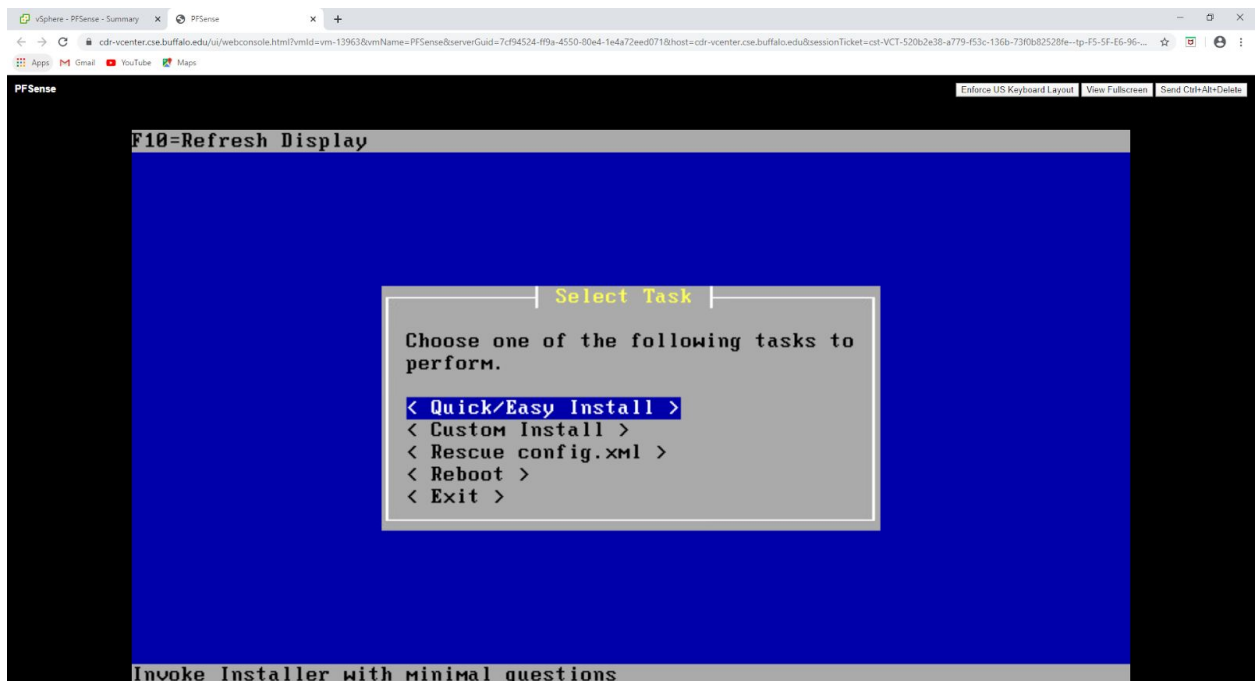 vSphere - PFSense - Summary
PFSense
cdr-vcenter.cse.buffalo.edu/ui/webconsole.html?vmId=vm-13963&vmName=PFSense&serverGuid=7cf94524-ff9a-4550-80e4-1e4a72eed071&host=cdr-vcenter.cse.buffalo.edu&sessionTicket=cst-VCT-520b2e38-a779-f53c-136b-73f0b82528fe--tp-F5-5F-E6-96-...
Apps Gmail YouTube Maps
PFSense Enforce US Keyboard Layout View Fullscreen Send Ctrl+Alt+Delete
F10=Refresh Display
Select Task
Choose one of the following tasks to
perform.
< Quick/Easy Install >
< Custom Install >
< Rescue config.xml >
< Reboot >
< Exit >
Invoke Installer with minimal questions